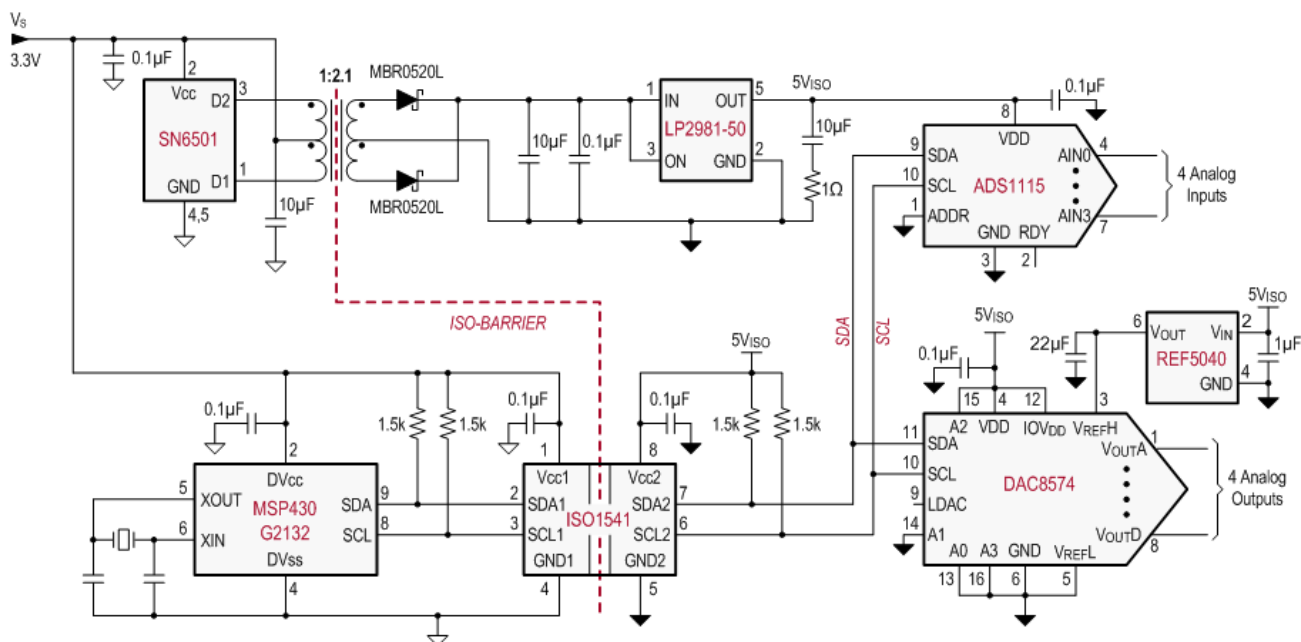 VS
3.3V
0.1µF
2
Vcc
D2
3
SN6501
D1
1
GND
4,5
10µF
1:2.1
MBR0520L
MBR0520L
10µF
0.1µF
1
IN
OUT
5
LP2981-50
3
ON
GND
2
5VISO
10µF
1Ω
0.1µF
8
VDD
9
SDA
AIN0
4
10
SCL
ADS1115
1
ADDR
AIN3
7
GND
RDY
3
2
4 Analog
Inputs
ISO-BARRIER
SDA
SCL
5VISO
0.1µF
1.5k
1.5k
0.1µF
0.1µF
1.5k
1.5k
2
DVcc
5
XOUT
MSP430
G2132
SDA
9
6
XIN
SCL
8
DVss
4
1
Vcc1
2
SDA1
3
SCL1
GND1
4
ISO1541
8
Vcc2
SDA2
7
SCL2
6
GND2
5
5VISO
0.1µF
15
4
12
3
A2
VDD
IOVDD
VREFH
11
SDA
VOUTA
1
10
SCL
DAC8574
9
LDAC
14
A1
VOUTD
8
A0
A3
GND
VREFL
13
16
6
5
4 Analog
Outputs
22µF
6
VOUT
VIN
2
REF5040
GND
4
5VISO
1µF